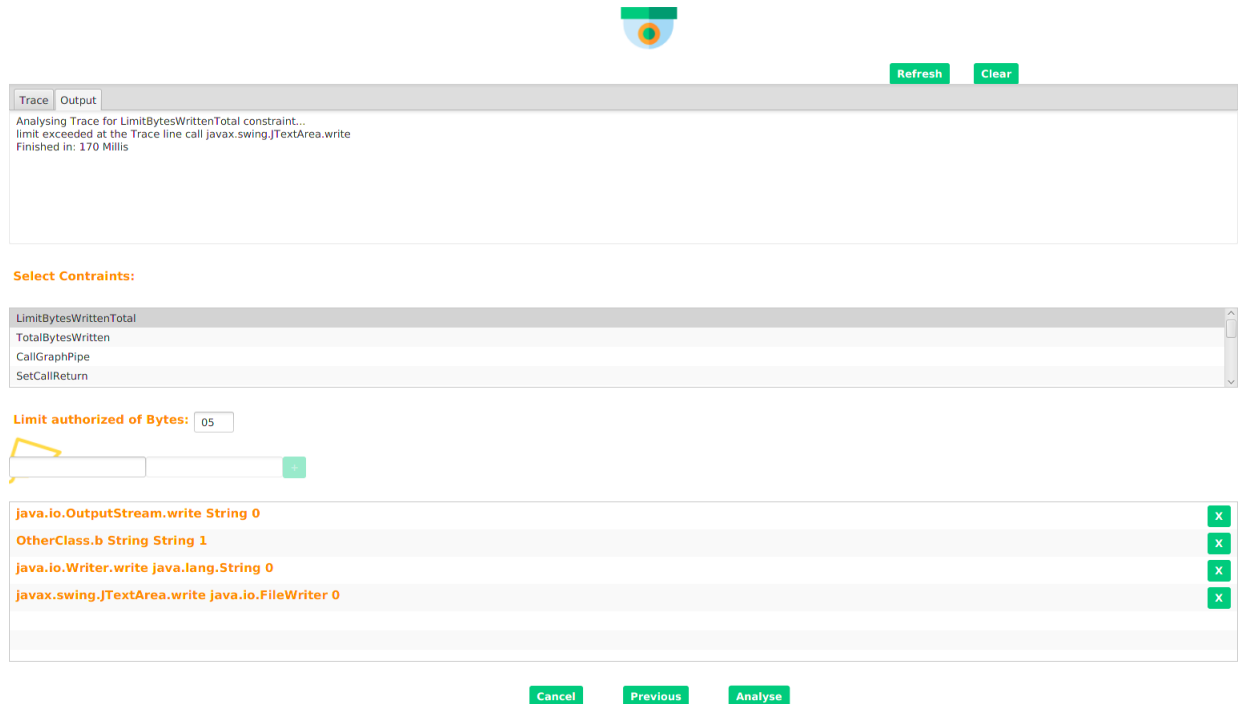 Refresh Clear
Trace Output
Analysing Trace for LimitBytesWrittenTotal constraint...
limit exceeded at the Trace line call javax.swing.JTextArea.write
Finished in: 170 Millis
Select Contraints:
LimitBytesWrittenTotal
TotalBytesWritten
CallGraphPipe
SetCallReturn
Limit authorized of Bytes: 05
+
java.io.OutputStream.write String 0 X
OtherClass.b String String 1 X
java.io.Writer.write java.lang.String 0 X
javax.swing.JTextArea.write java.io.FileWriter 0 X
Cancel Previous Analyse